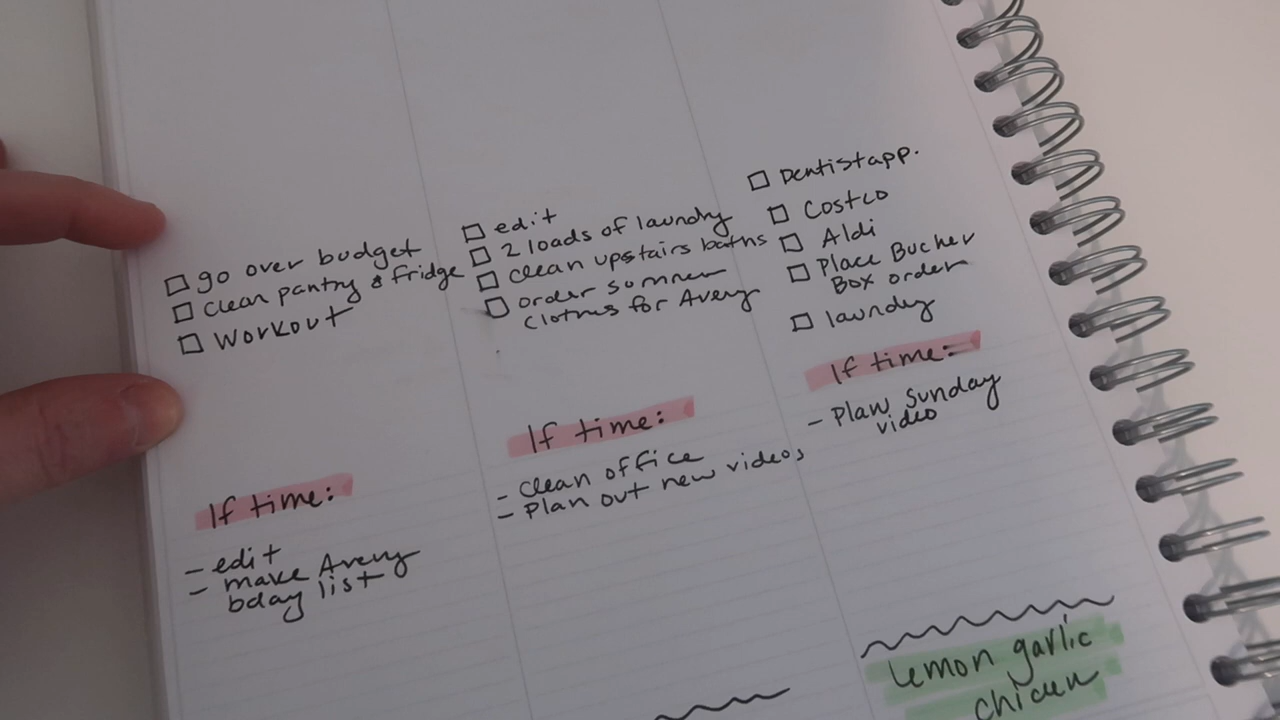 go over budget
clean pantry & fridge
workout
If time:
- edit
- make Avery
bday list
edit
2 loads of laundry
clean upstairs baths
order summer
clothes for Avery
If time:
- clean office
- Plan out new videos
Dentist app.
Costco
Aldi
Place Bucher
Box order
laundry
If time:
- Plan Sunday
video
lemon garlic
chicken